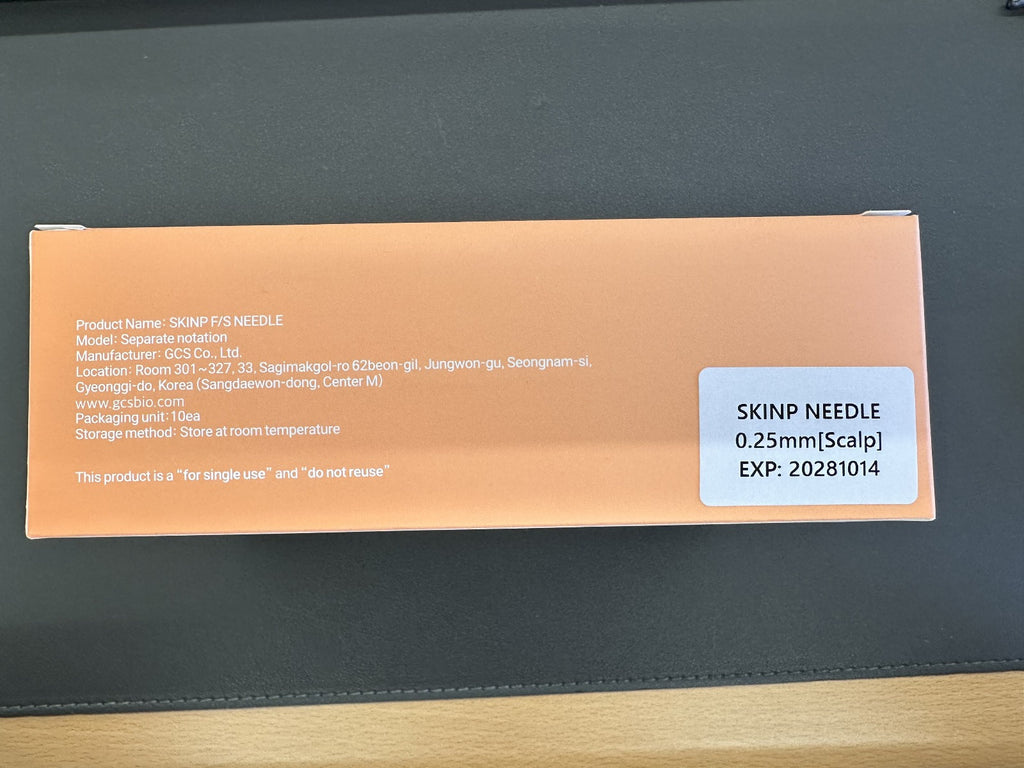 Product Name: SKINP F/S NEEDLE
Model: Separate notation
Manufacturer: GCS Co., Ltd.
Location: Room 301~327, 33, Sagimakgol-ro 62beon-gil, Jungwon-gu, Seongnam-si,
Gyeonggi-do, Korea (Sangdaewon-dong, Center M)
www.gcsbio.com
Packaging unit:10ea
Storage method: Store at room temperature
This product is a “for single use” and “do not reuse”
SKINP NEEDLE
0.25mm[Scalp]
EXP: 20281014